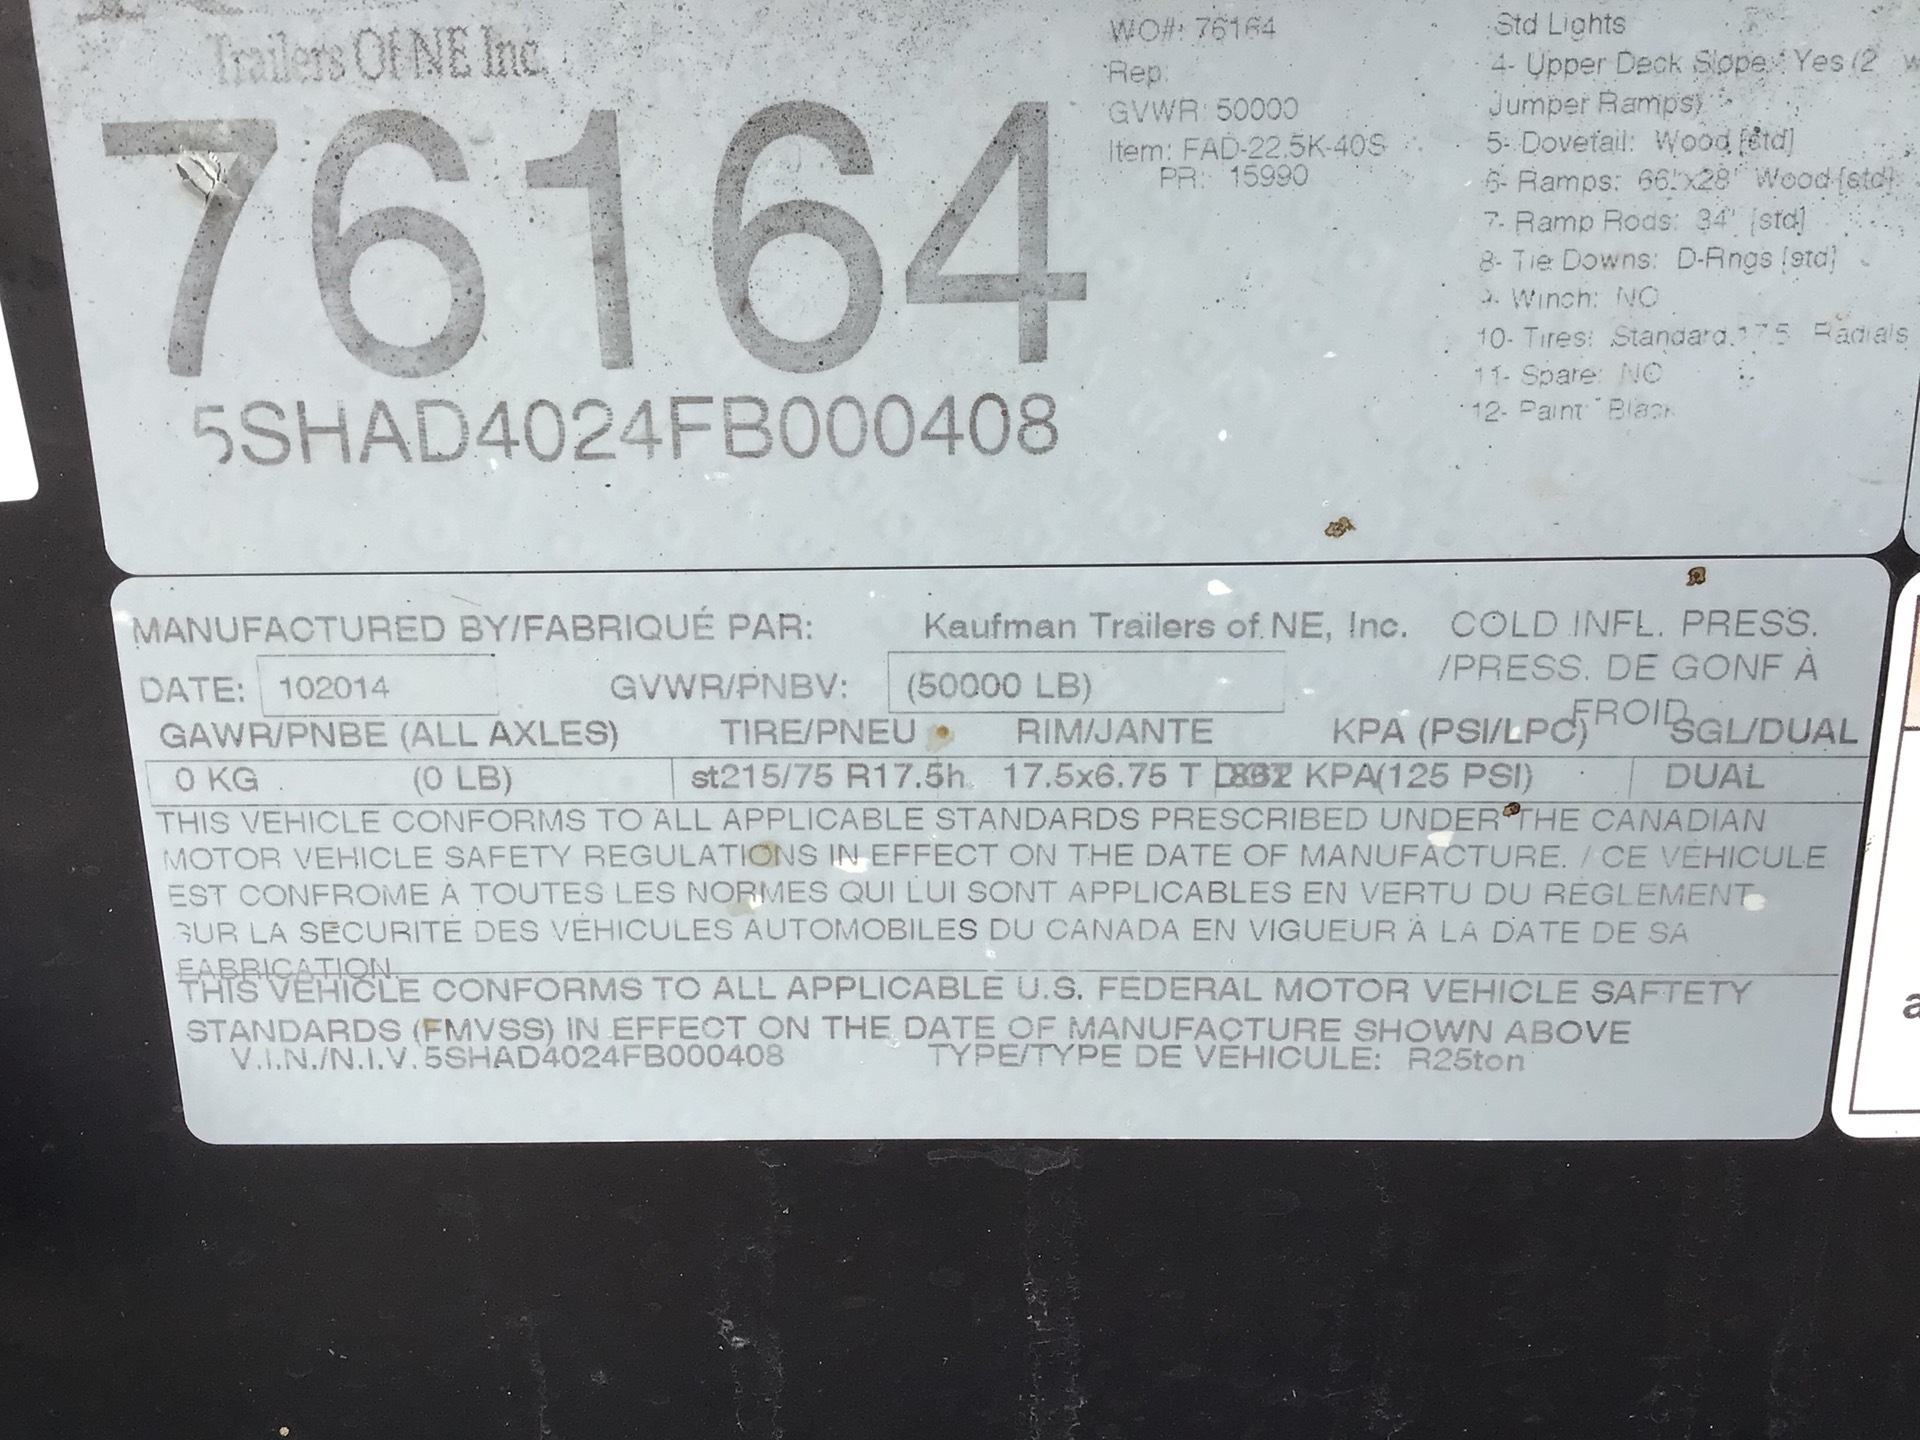 Trailers Of NE Inc.
76164
5SHAD4024FB000408
WO#: 76164
Rep:
GVWR: 50000
Item: FAD-22.5K-40S
PR: 15990
Std Lights
4- Upper Deck Slope: Yes (2
Jumper Ramps)
5- Dovetail: Wood [std]
6- Ramps: 66"x28" Wood [std]
7- Ramp Rods: 34" [std]
8- Tie Downs: D-Rngs [std]
9- Winch: NO
10- Tires: Standard 17.5 Radials
11- Spare: NO
12- Paint Black
MANUFACTURED BY/FABRIQUÉ PAR: Kaufman Trailers of NE, Inc.
COLD INFL. PRESS.
/PRESS. DE GONF À
FROID
DATE: 102014 GVWR/PNBV: (50000 LB)
GAWR/PNBE (ALL AXLES) TIRE/PNEU RIM/JANTE KPA (PSI/LPC) SGL/DUAL
0 KG (0 LB) st215/75 R17.5h 17.5x6.75 T 862 KPA(125 PSI) DUAL
THIS VEHICLE CONFORMS TO ALL APPLICABLE STANDARDS PRESCRIBED UNDER THE CANADIAN
MOTOR VEHICLE SAFETY REGULATIONS IN EFFECT ON THE DATE OF MANUFACTURE. / CE VÉHICULE
EST CONFROME À TOUTES LES NORMES QUI LUI SONT APPLICABLES EN VERTU DU RÈGLEMENT
SUR LA SÉCURITÉ DES VÉHICULES AUTOMOBILES DU CANADA EN VIGUEUR À LA DATE DE SA
FABRICATION.
THIS VEHICLE CONFORMS TO ALL APPLICABLE U.S. FEDERAL MOTOR VEHICLE SAFTETY
STANDARDS (FMVSS) IN EFFECT ON THE DATE OF MANUFACTURE SHOWN ABOVE
V.I.N./N.I.V. 5SHAD4024FB000408 TYPE/TYPE DE VÉHICULE: R25ton